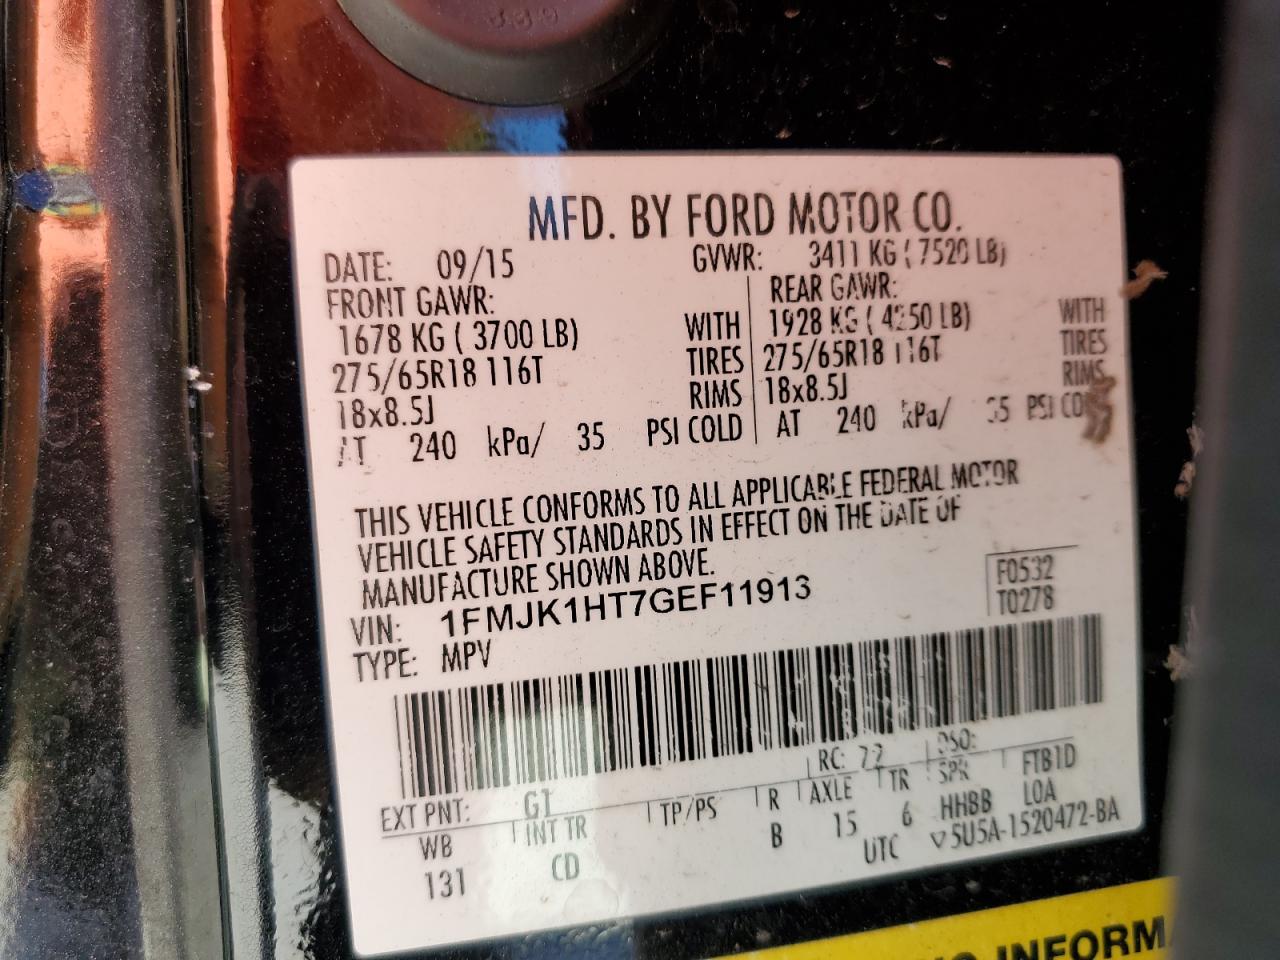 MFD. BY FORD MOTOR CO.
DATE: 09/15 GVWR: 3411 KG ( 7520 LB)
FRONT GAWR: REAR GAWR:
1678 KG ( 3700 LB) WITH 1928 KG ( 4250 LB) WITH
275/65R18 116T TIRES 275/65R18 116T TIRES
18x8.5J RIMS 18x8.5J RIMS
AT 240 kPa/ 35 PSI COLD AT 240 kPa/ 35 PSI
THIS VEHICLE CONFORMS TO ALL APPLICABLE FEDERAL MOTOR
VEHICLE SAFETY STANDARDS IN EFFECT ON THE DATE OF
MANUFACTURE SHOWN ABOVE.
VIN: 1FMJK1HT7GEF11913
F0532
T0278
TYPE: MPV
RC: 72 DSO:
EXT PNT: G1 FTB1D
WB INT TR TP/PS R AXLE TR SPR LOA
131 CD B 15 6 HHBB
UTC ▽5U5A-1520472-BA
INFORM